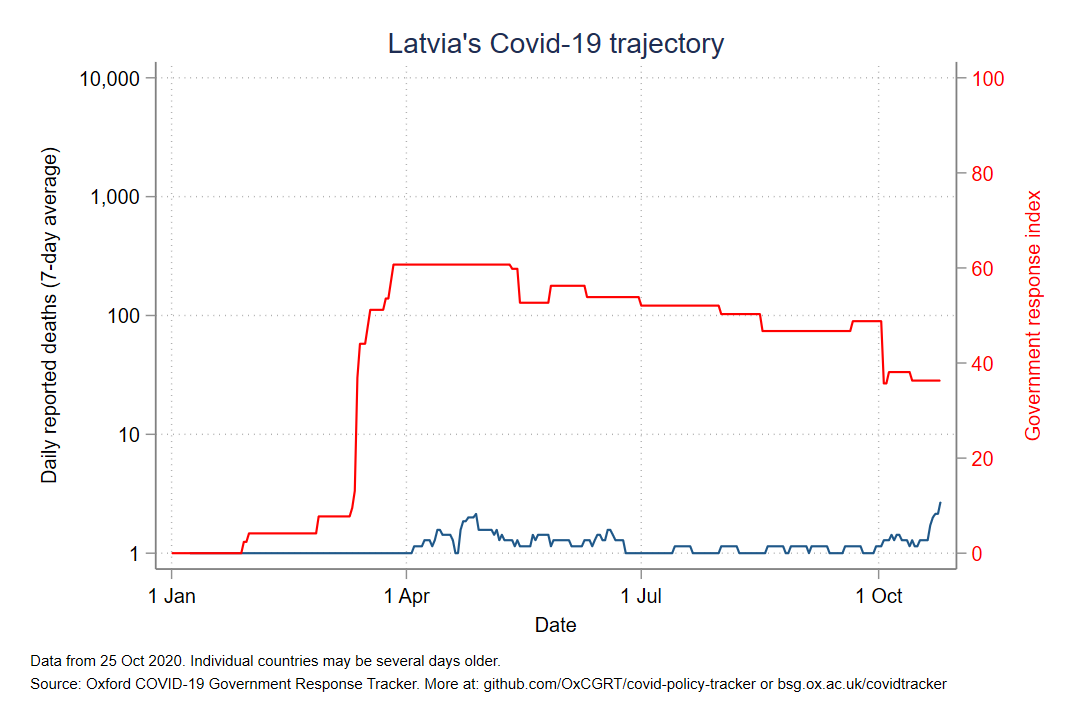 Latvia's Covid-19 trajectory
10,000
1,000
100
10
1
Daily reported deaths (7-day average)
100
80
60
40
20
0
Government response index
1 Jan
1 Apr
1 Jul
1 Oct
Date
Data from 25 Oct 2020. Individual countries may be several days older.
Source: Oxford COVID-19 Government Response Tracker. More at: github.com/OxCGRT/covid-policy-tracker or bsg.ox.ac.uk/covidtracker